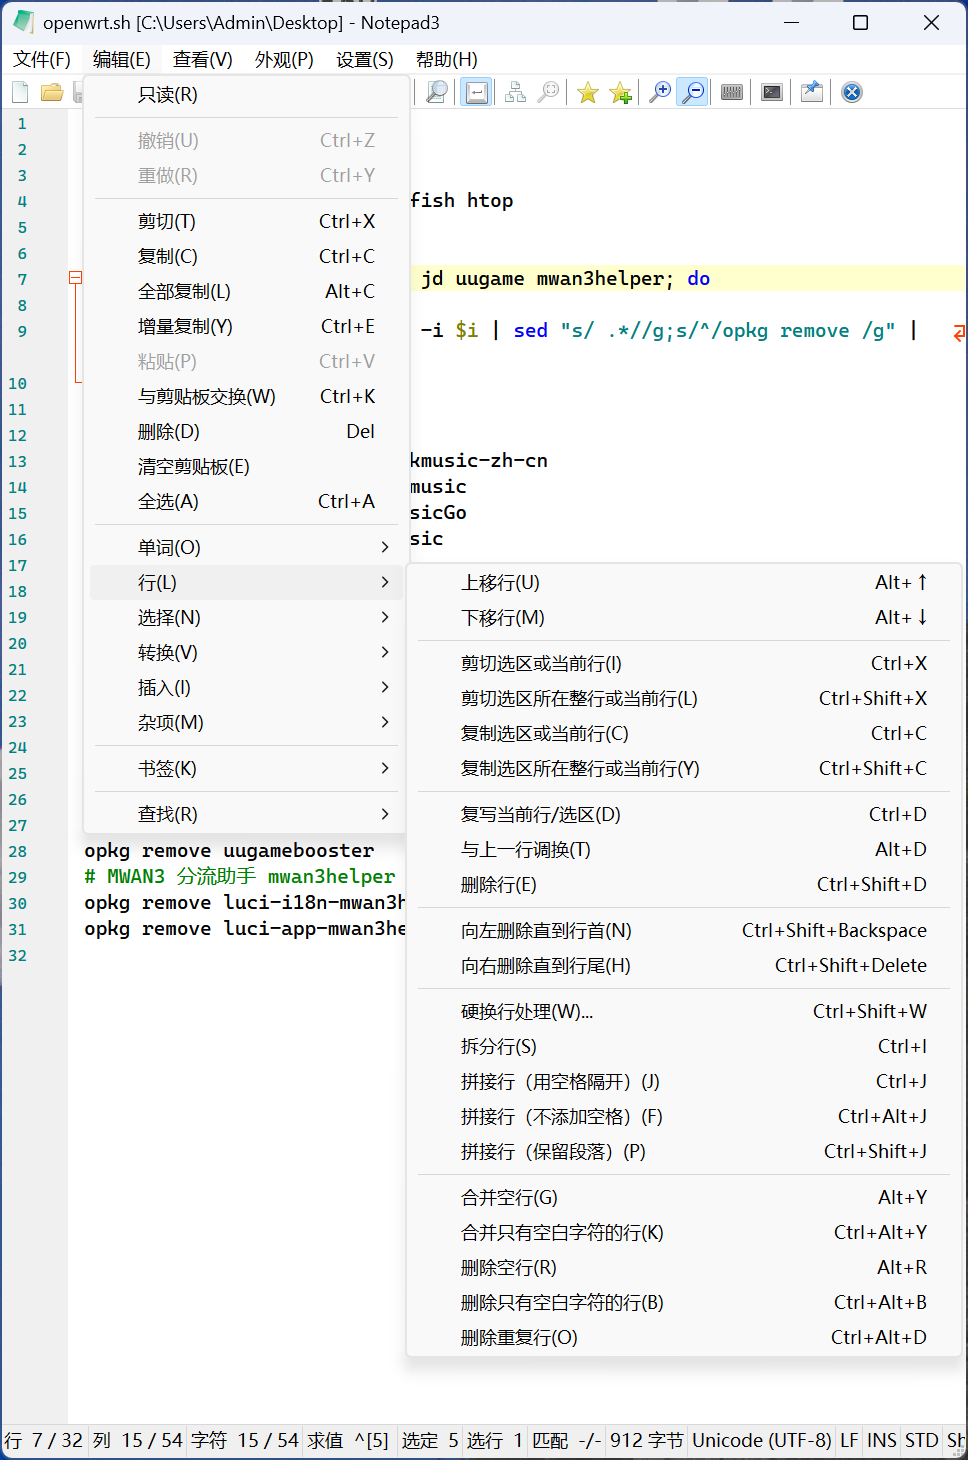 openwrt.sh [C:\Users\Admin\Desktop] - Notepad3
文件(F) 编辑(E) 查看(V) 外观(P) 设置(S) 帮助(H)
只读(R)
撤销(U) Ctrl+Z
重做(R) Ctrl+Y
剪切(T) Ctrl+X
复制(C) Ctrl+C
全部复制(L) Alt+C
增量复制(Y) Ctrl+E
粘贴(P) Ctrl+V
与剪贴板交换(W) Ctrl+K
删除(D) Del
清空剪贴板(E)
全选(A) Ctrl+A
单词(O)
行(L)
选择(N)
转换(V)
插入(I)
杂项(M)
书签(K)
查找(R)
上移行(U) Alt+↑
下移行(M) Alt+↓
剪切选区或当前行(I) Ctrl+X
剪切选区所在整行或当前行(L) Ctrl+Shift+X
复制选区或当前行(C) Ctrl+C
复制选区所在整行或当前行(Y) Ctrl+Shift+C
复写当前行/选区(D) Ctrl+D
与上一行调换(T) Alt+D
删除行(E) Ctrl+Shift+D
向左删除直到行首(N) Ctrl+Shift+Backspace
向右删除直到行尾(H) Ctrl+Shift+Delete
硬换行处理(W)... Ctrl+Shift+W
拆分行(S) Ctrl+I
拼接行（用空格隔开）(J) Ctrl+J
拼接行（不添加空格）(F) Ctrl+Alt+J
拼接行（保留段落）(P) Ctrl+Shift+J
合并空行(G) Alt+Y
合并只有空白字符的行(K) Ctrl+Alt+Y
删除空行(R) Alt+R
删除只有空白字符的行(B) Ctrl+Alt+B
删除重复行(O) Ctrl+Alt+D
1
2
3
4 fish htop
5
6
7 jd uugame mwan3helper; do
8
9 -i $i | sed "s/ .*//g;s/^/opkg remove /g" |
10
11
12
13 kmusic-zh-cn
14 music
15 sicGo
16 sic
17
18
19
20
21
22
23
24
25
26
27
28 opkg remove uugamebooster
29 # MWAN3 分流助手 mwan3helper
30 opkg remove luci-i18n-mwan3h
31 opkg remove luci-app-mwan3he
32
行 7 / 32 列 15 / 54 字符 15 / 54 求值 ^[5] 选定 5 选行 1 匹配 -/- 912 字节 Unicode (UTF-8) LF INS STD Sh